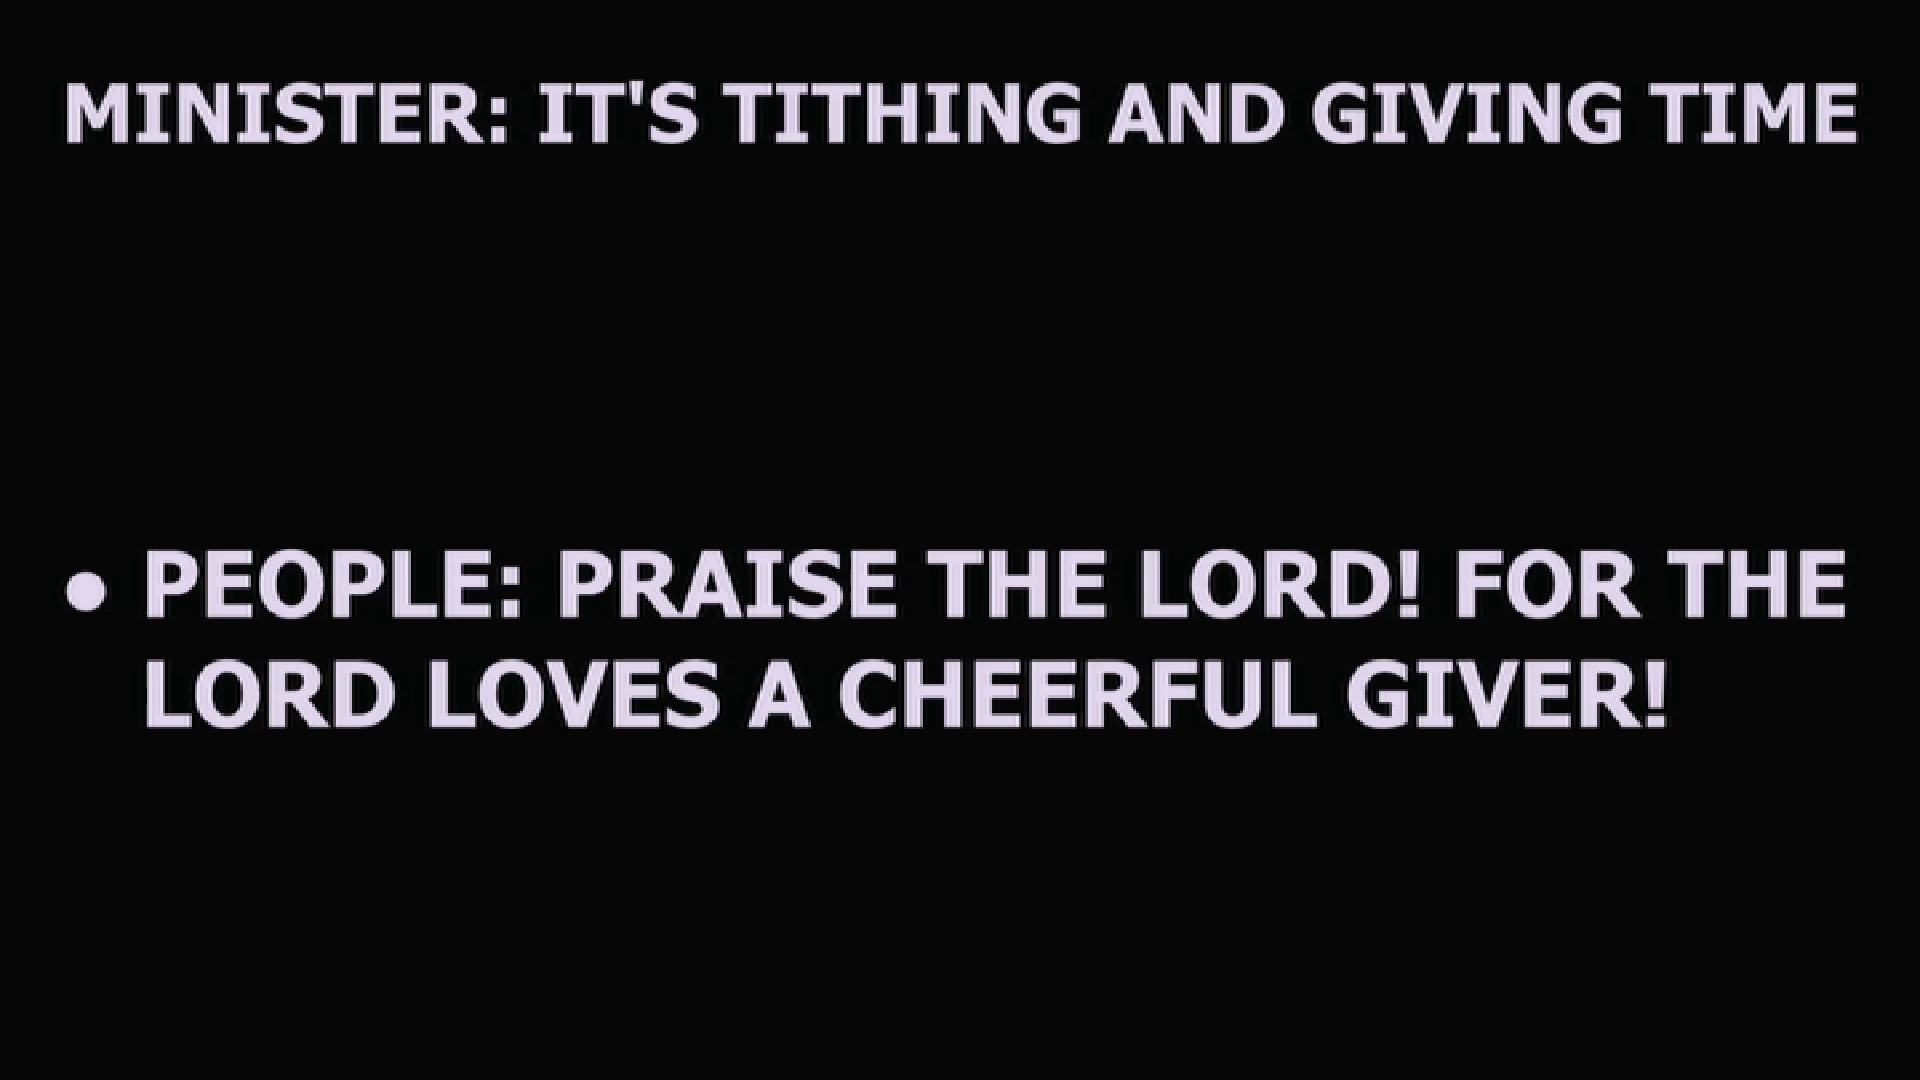 MINISTER: IT'S TITHING AND GIVING TIME
• PEOPLE: PRAISE THE LORD! FOR THE
LORD LOVES A CHEERFUL GIVER!